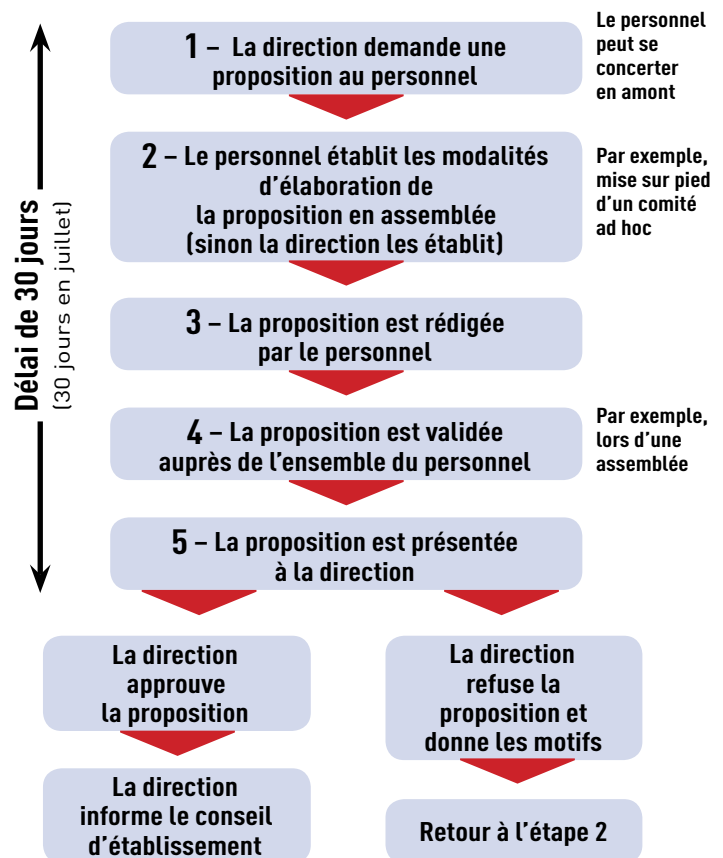 1 – La direction demande une
proposition au personnel
Le personnel
peut se
concerter
en amont
2 – Le personnel établit les modalités
d’élaboration de
la proposition en assemblée
(sinon la direction les établit)
Par exemple,
mise sur pied
d’un comité
ad hoc
Délai de 30 jours
(30 jours en juillet)
3 – La proposition est rédigée
par le personnel
4 – La proposition est validée
auprès de l’ensemble du personnel
Par exemple,
lors d’une
assemblée
5 – La proposition est présentée
à la direction
La direction
approuve
la proposition
La direction
informe le conseil
d’établissement
La direction
refuse la
proposition et
donne les motifs
Retour à l’étape 2